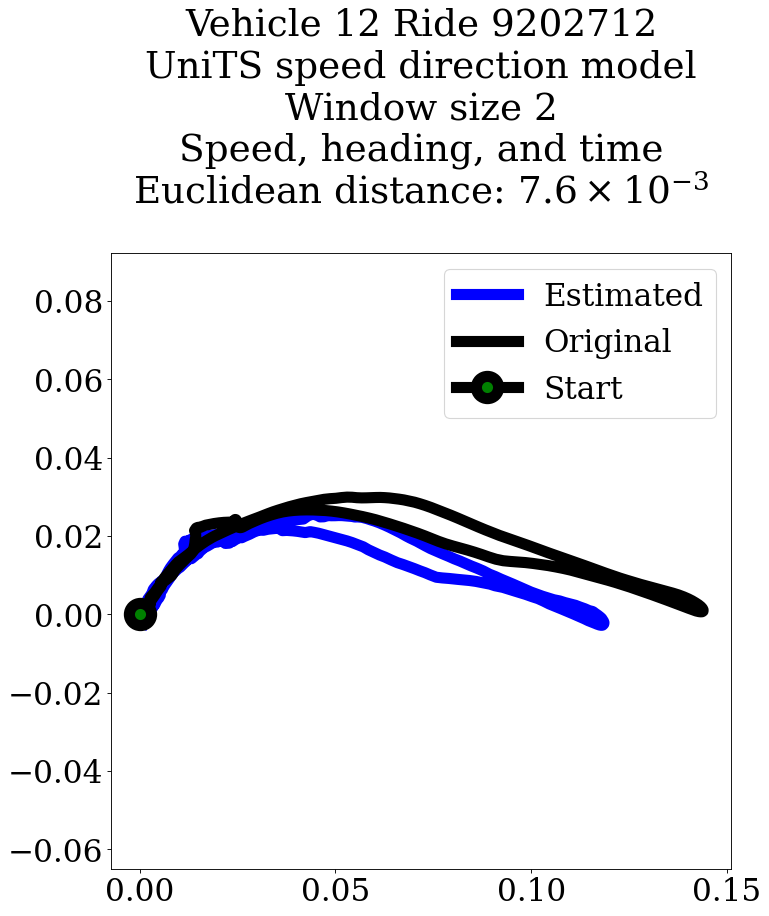 Vehicle 12 Ride 9202712
UniTS speed direction model
Window size 2
Speed, heading, and time
Euclidean distance: 7.6 × 10⁻³
Estimated
Original
Start
0.08
0.06
0.04
0.02
0.00
−0.02
−0.04
−0.06
0.00 0.05 0.10 0.15